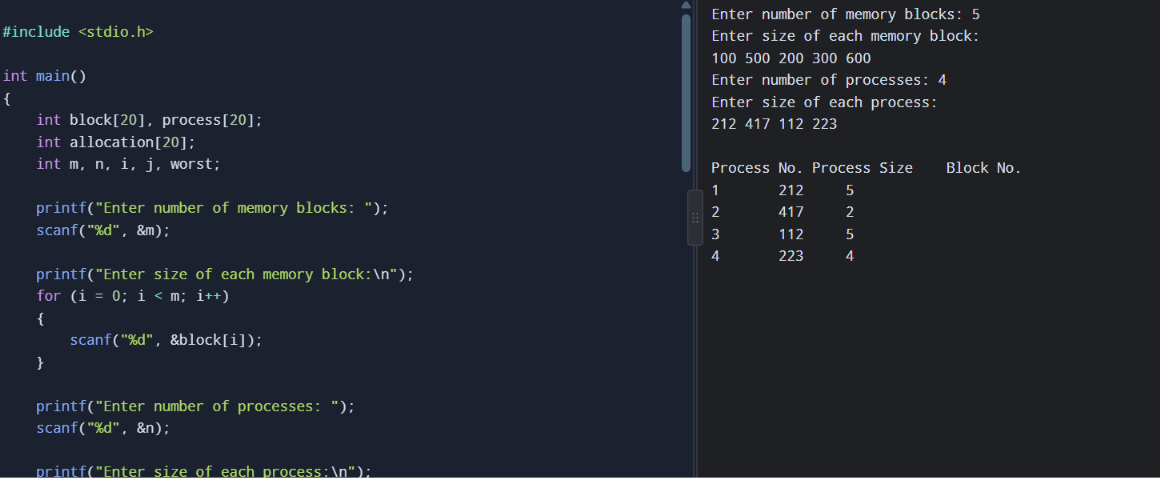 #include <stdio.h>
int main()
{
    int block[20], process[20];
    int allocation[20];
    int m, n, i, j, worst;
    printf("Enter number of memory blocks: ");
    scanf("%d", &m);
    printf("Enter size of each memory block:\n");
    for (i = 0; i < m; i++)
    {
        scanf("%d", &block[i]);
    }
    printf("Enter number of processes: ");
    scanf("%d", &n);
    printf("Enter size of each process:\n");
Enter number of memory blocks: 5
Enter size of each memory block:
100 500 200 300 600
Enter number of processes: 4
Enter size of each process:
212 417 112 223
Process No. Process Size    Block No.
1       212     5
2       417     2
3       112     5
4       223     4